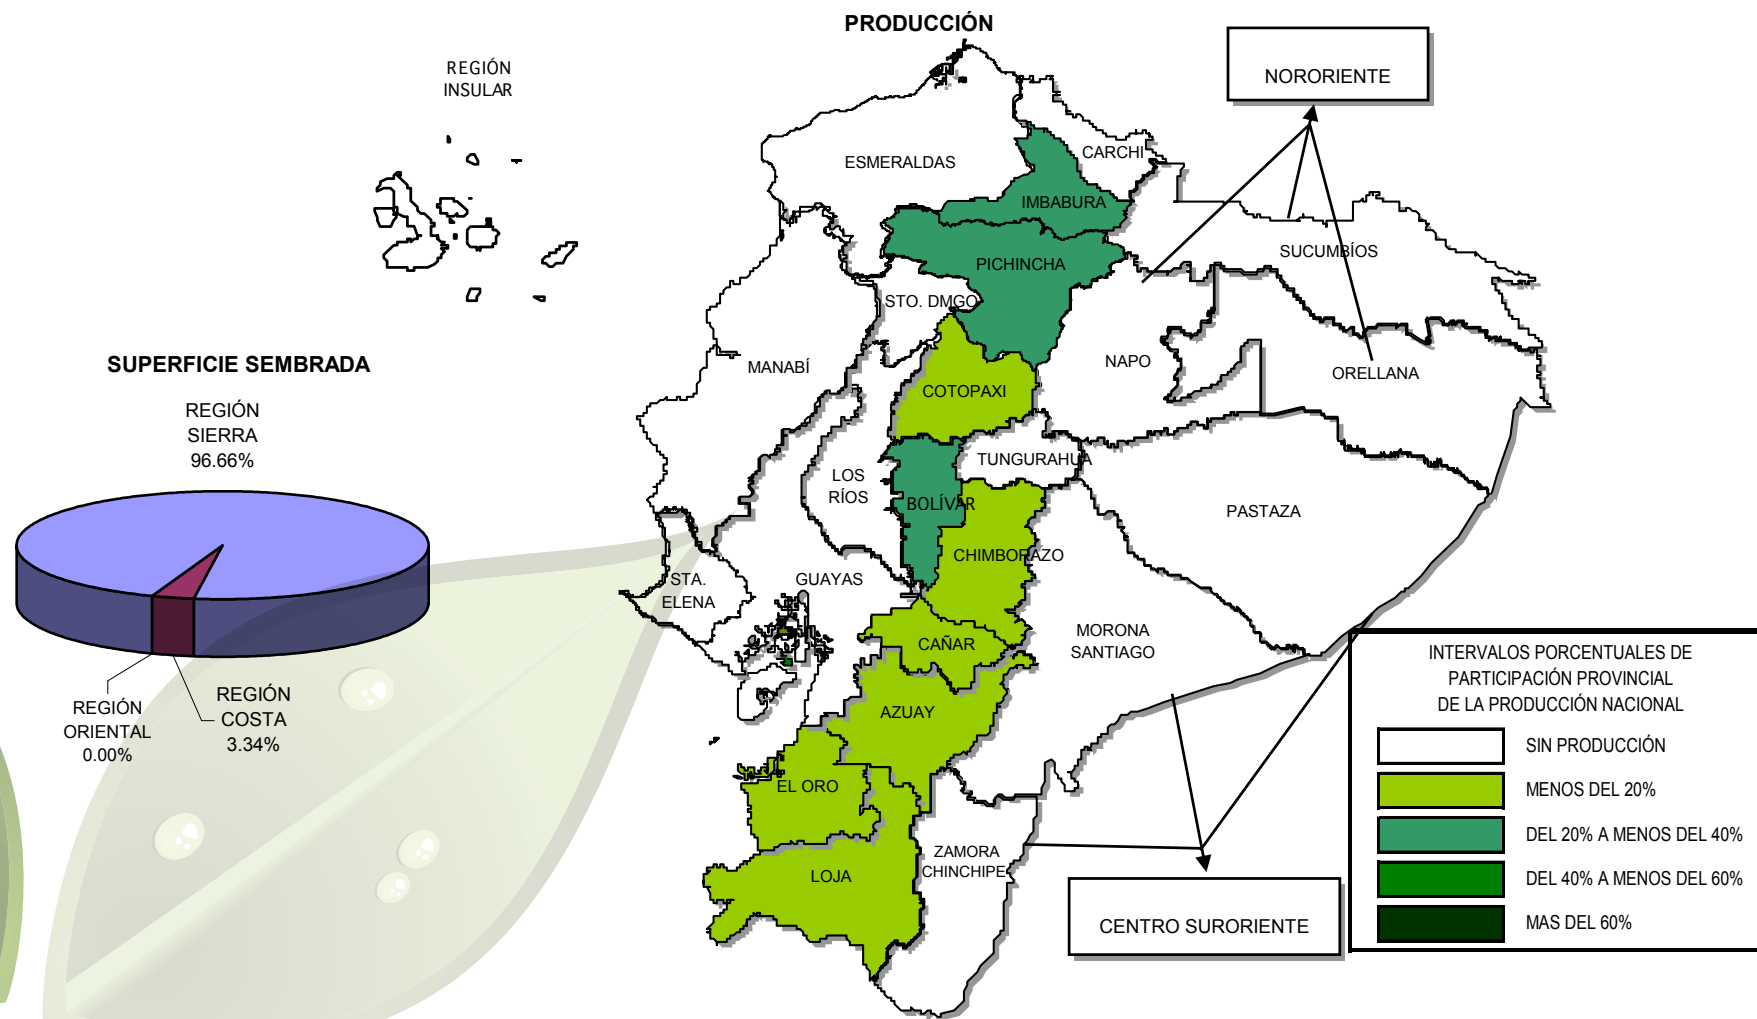 PRODUCCIÓN
REGIÓN
INSULAR
NORORIENTE
CARCHI
ESMERALDAS
IMBABURA
SUCUMBÍOS
PICHINCHA
STO. DMGO
MANABÍ
NAPO
ORELLANA
COTOPAXI
SUPERFICIE SEMBRADA
REGIÓN
SIERRA
96.66%
TUNGURAHUA
LOS
RÍOS
BOLÍVAR
PASTAZA
CHIMBORAZO
STA.
ELENA
GUAYAS
CAÑAR
MORONA
SANTIAGO
REGIÓN
ORIENTAL
0.00%
REGIÓN
COSTA
3.34%
AZUAY
EL ORO
LOJA
ZAMORA
CHINCHIPE
CENTRO SURORIENTE
INTERVALOS PORCENTUALES DE
PARTICIPACIÓN PROVINCIAL
DE LA PRODUCCIÓN NACIONAL
SIN PRODUCCIÓN
MENOS DEL 20%
DEL 20% A MENOS DEL 40%
DEL 40% A MENOS DEL 60%
MAS DEL 60%